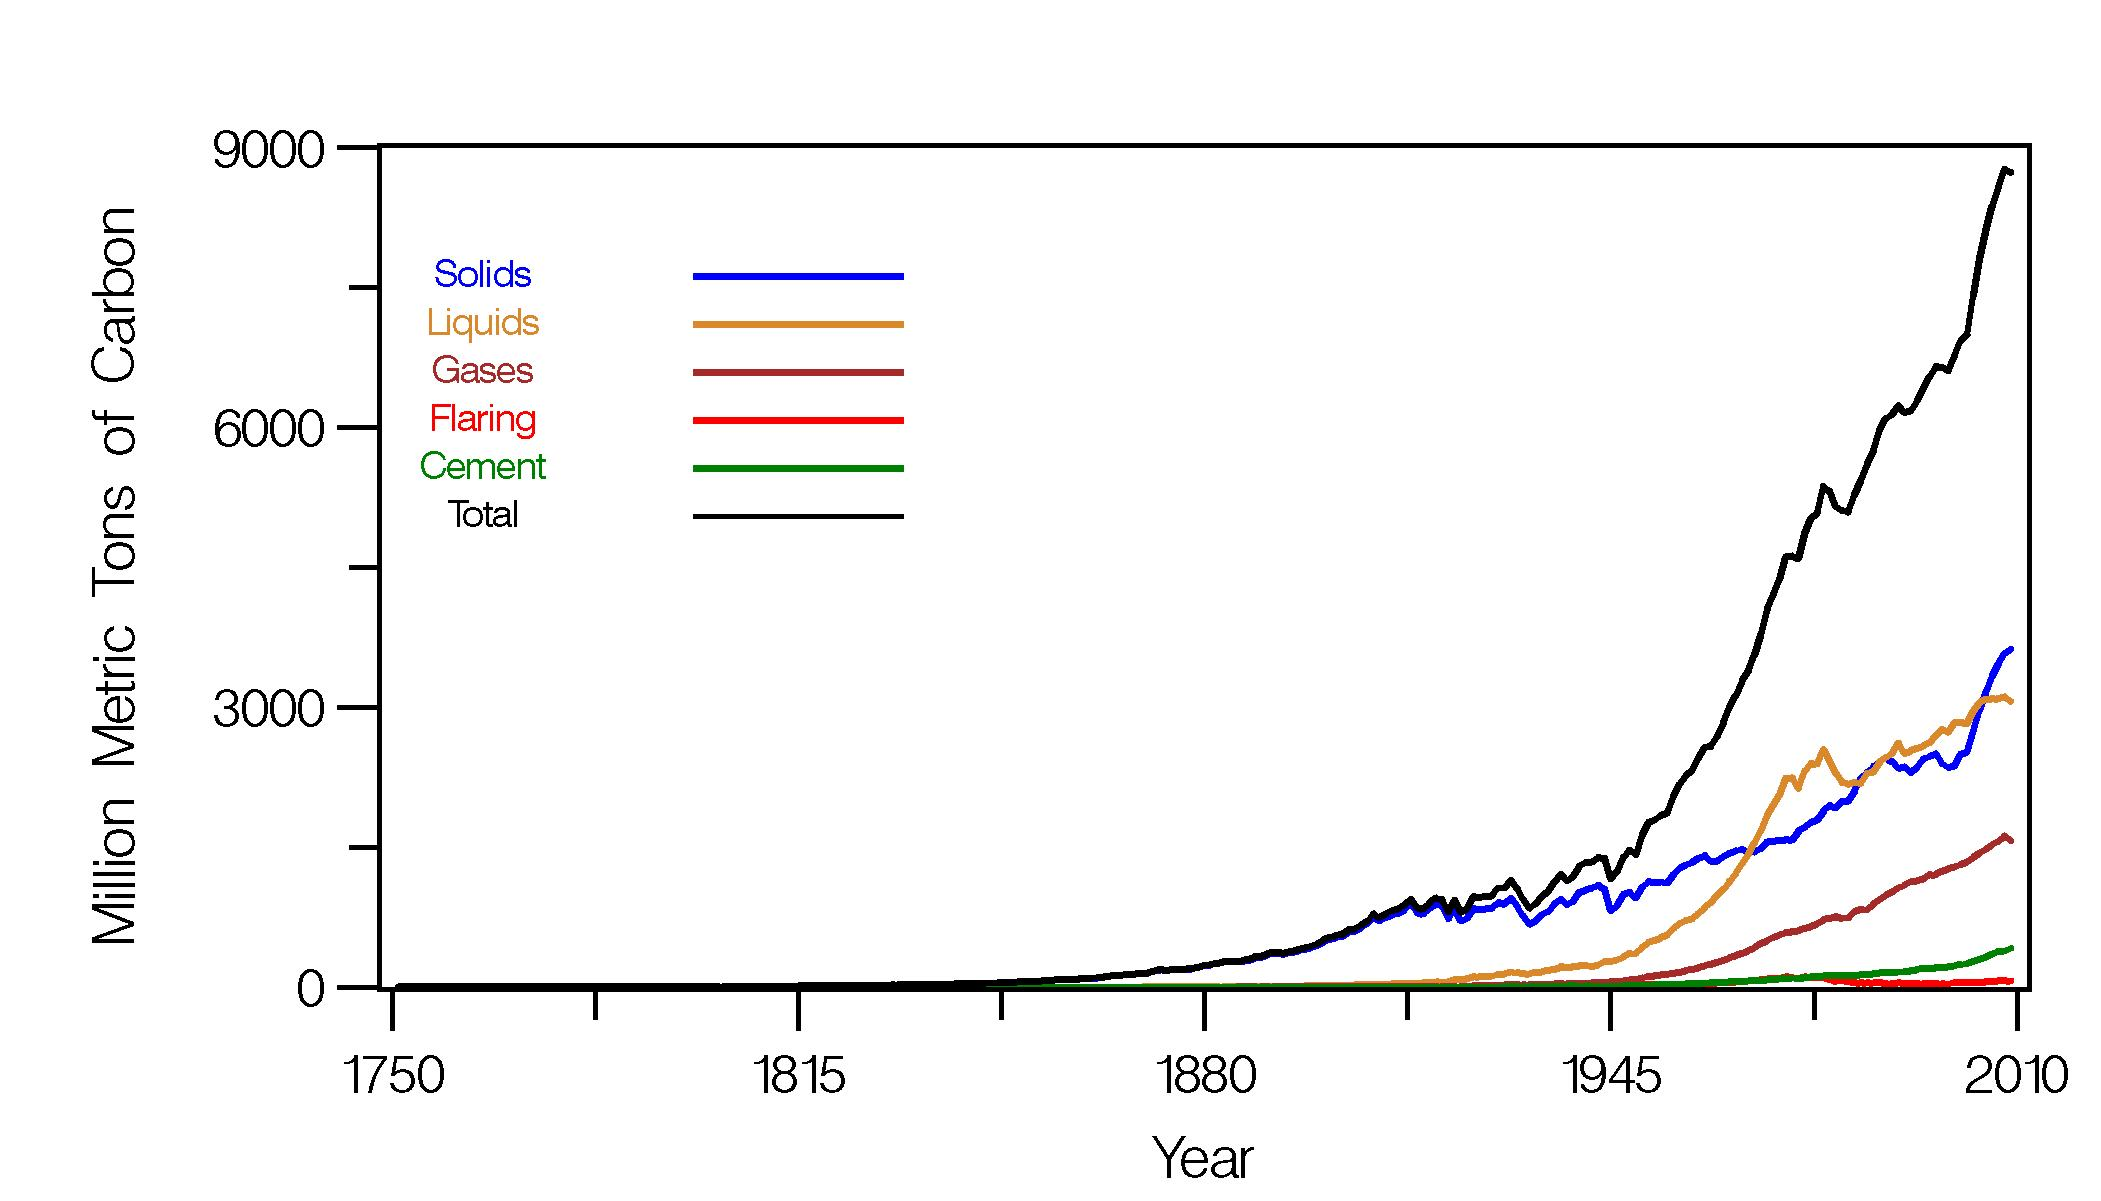 9000
6000
3000
0
Million Metric Tons of Carbon
Solids
Liquids
Gases
Flaring
Cement
Total
1750 1815 1880 1945 2010
Year